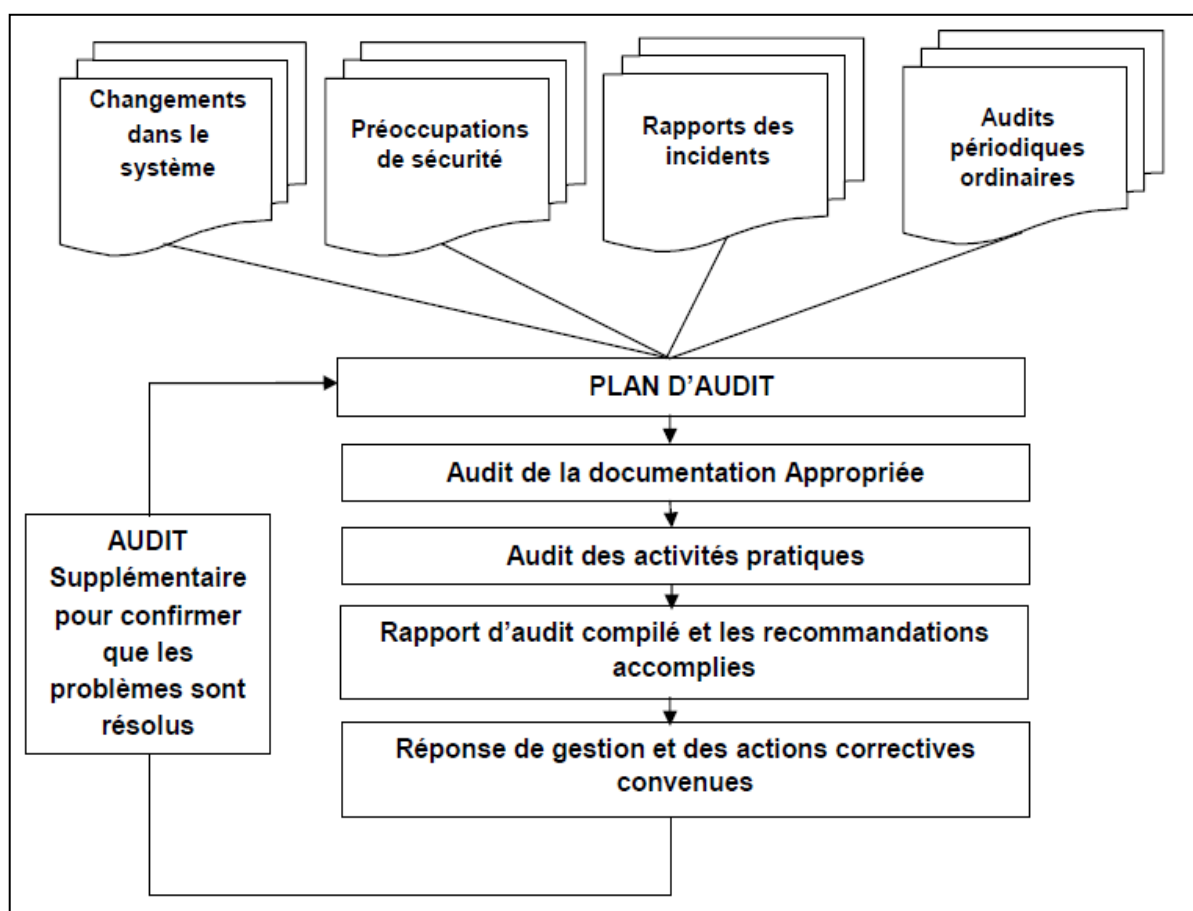 Changements
dans le
système
Préoccupations
de sécurité
Rapports des
incidents
Audits
périodiques
ordinaires
PLAN D'AUDIT
Audit de la documentation Appropriée
Audit des activités pratiques
Rapport d'audit compilé et les recommandations
accomplies
Réponse de gestion et des actions correctives
convenues
AUDIT
Supplémentaire
pour confirmer
que les
problèmes sont
résolus